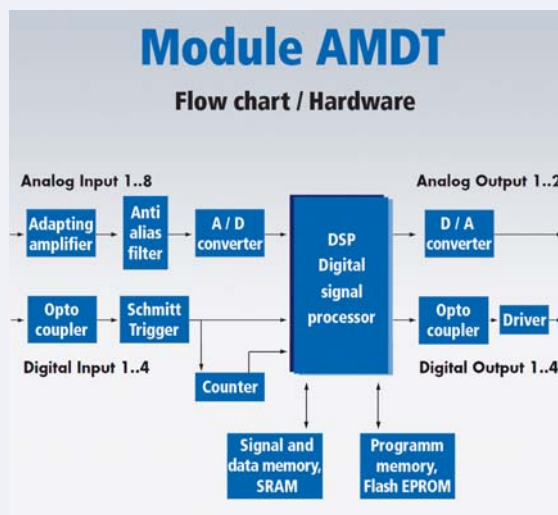 Module AMDT
Flow chart / Hardware
Analog Input 1..8
Analog Output 1..2
Adapting
amplifier
Anti
alias
filter
A / D
converter
DSP
Digital
signal
processor
D / A
converter
Opto
coupler
Schmitt
Trigger
Opto
coupler
Driver
Digital Input 1..4
Counter
Digital Output 1..4
Signal and
data memory,
SRAM
Programm
memory,
Flash EPROM